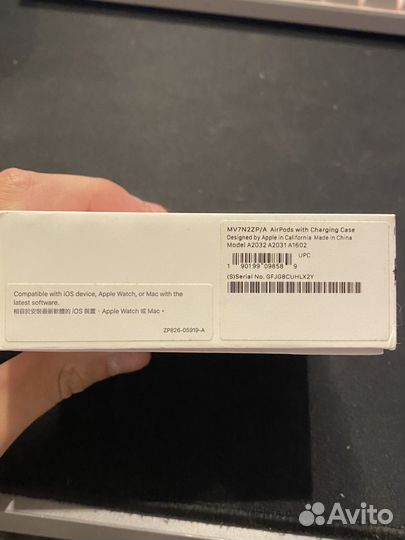 MV7N2ZP/A AirPods with Charging Case
Designed by Apple in California Made in China
Model A2032 A2031 A1602
UPC
1 90199 09858 9
(S)Serial No. GFJG8CUHLX2Y
Compatible with iOS device, Apple Watch, or Mac with the
latest software.
相容於安裝最新軟體的 iOS 裝置、Apple Watch 或 Mac。
ZP826-05919-A
Avito